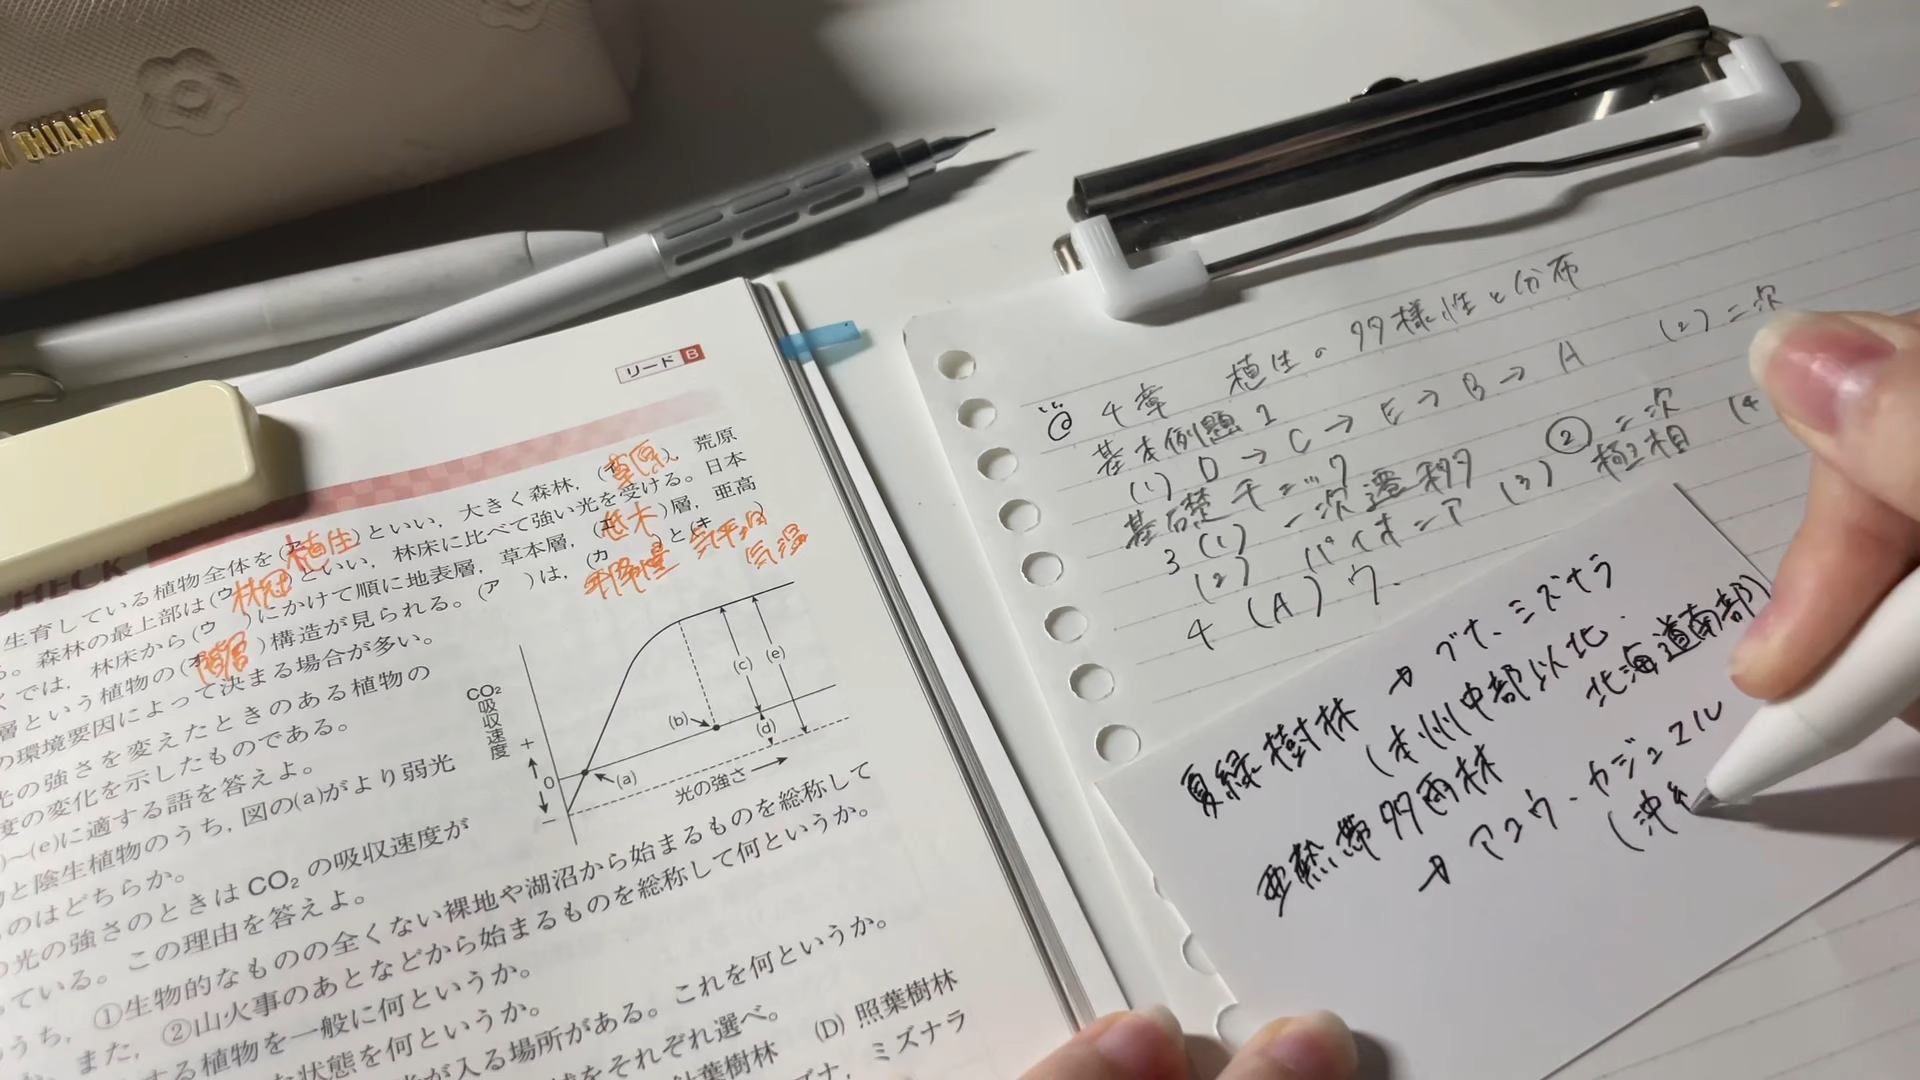 QUANT
リード B
CHECK
生育している植物全体を(ア 植生)といい，大きく森林，(イ 草原)，荒原
森林の最上部は(ウ 林冠)といい，林床に比べて強い光を受ける。日本
では，林床から(ウ )にかけて順に地表層，草本層，(エ 低木)層，亜高
層という植物の(オ 階層)構造が見られる。(ア )は，(カ )と(キ )
年降水量 年平均気温
の環境要因によって決まる場合が多い。
光の強さを変えたときのある植物の
度の変化を示したものである。
)～(e)に適する語を答えよ。
物と陰生植物のうち，図の(a)がより弱光
のはどちらか。
の光の強さのときは CO₂ の吸収速度が
っている。この理由を答えよ。
CO₂吸収速度
+
0
−
(a)
(b)
(c)
(d)
(e)
光の強さ
うち，①生物的なものの全くない裸地や湖沼から始まるものを総称して
また，②山火事のあとなどから始まるものを総称して何というか。
する植物を一般に何というか。
状態を何というか。
が入る場所がある。これを何というか。
をそれぞれ選べ。
針葉樹林 (D) 照葉樹林
ブナ，ミズナラ
4章 植生の多様性と分布
基本例題1
(1) D→C→E→B→A (2) 二次
基礎チェック
3 (1) 一次遷移 ② 二次
(2) パイオニア (3) 極相 (4
4 (A) ウ.
夏緑樹林 → ブナ、ミズナラ
(本州中部以北.
北海道南部)
亜熱帯多雨林
→ アコウ・ガジュマル
(沖